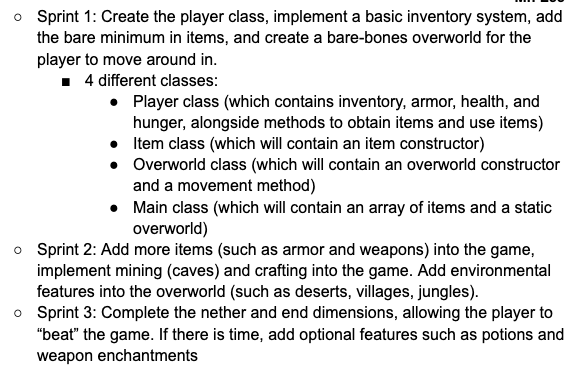 ○ Sprint 1: Create the player class, implement a basic inventory system, add
the bare minimum in items, and create a bare-bones overworld for the
player to move around in.
■ 4 different classes:
● Player class (which contains inventory, armor, health, and
hunger, alongside methods to obtain items and use items)
● Item class (which will contain an item constructor)
● Overworld class (which will contain an overworld constructor
and a movement method)
● Main class (which will contain an array of items and a static
overworld)
○ Sprint 2: Add more items (such as armor and weapons) into the game,
implement mining (caves) and crafting into the game. Add environmental
features into the overworld (such as deserts, villages, jungles).
○ Sprint 3: Complete the nether and end dimensions, allowing the player to
“beat” the game. If there is time, add optional features such as potions and
weapon enchantments